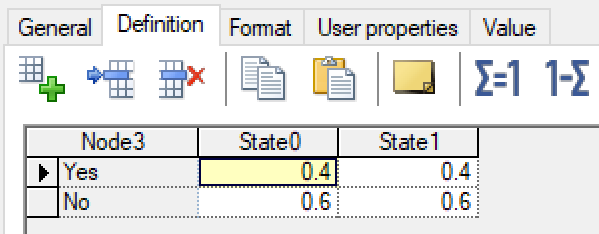 General Definition Format User properties Value
Σ=1 1-Σ
Node3 State0 State1
Yes 0.4 0.4
No 0.6 0.6